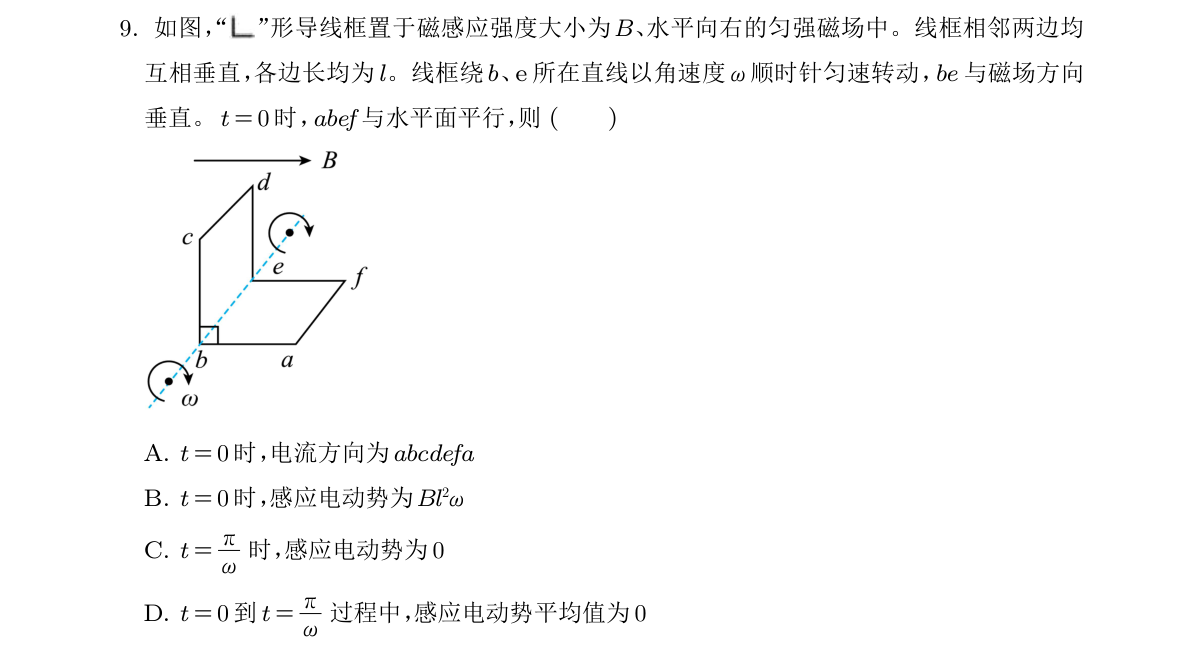 9. 如图,“L”形导线框置于磁感应强度大小为B、水平向右的匀强磁场中。线框相邻两边均
互相垂直,各边长均为l。线框绕b、e所在直线以角速度ω顺时针匀速转动,be与磁场方向
垂直。t=0时,abef与水平面平行,则 (  )
B
d
c
e
f
b
a
ω
A. t=0时,电流方向为abcdefa
B. t=0时,感应电动势为Bl²ω
C. t=π/ω时,感应电动势为0
D. t=0到t=π/ω过程中,感应电动势平均值为0